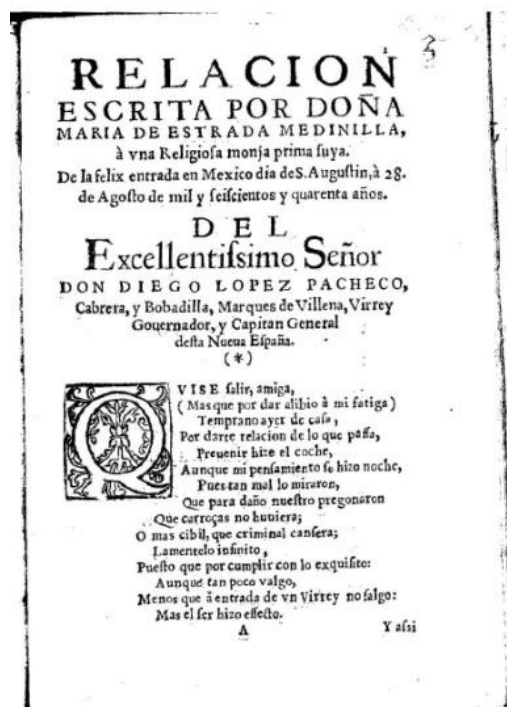 2
RELACION
ESCRITA POR DOÑA
MARIA DE ESTRADA MEDINILLA,
à vna Religiosa monja prima suya.
De la felix entrada en Mexico dia de S. Augustin, à 28.
de Agosto de mil y seiscientos y quarenta años.
DEL
Excellentissimo Señor
DON DIEGO LOPEZ PACHECO,
Cabrera, y Bobadilla, Marques de Villena, Virrey
Gouernador, y Capitan General
desta Nueua España.
(*)
QVISE salir, amiga,
(Mas que por dar alibio à mi fatiga)
Temprano ayer de casa,
Por darte relacion de lo que passa,
Preuenir hize el coche,
Aunque mi pensamiento se hizo noche,
Pues tan mal lo miraron,
Que para daño nuestro pregonaron
Que carroças no huuiera;
O mas cibil, que criminal cansera;
Lamentelo infinito,
Puesto que por cumplir con lo exquisito:
Aunque tan poco valgo,
Menos que à entrada de vn Virrey no salgo:
Mas el ser hizo effecto.
A Y assi